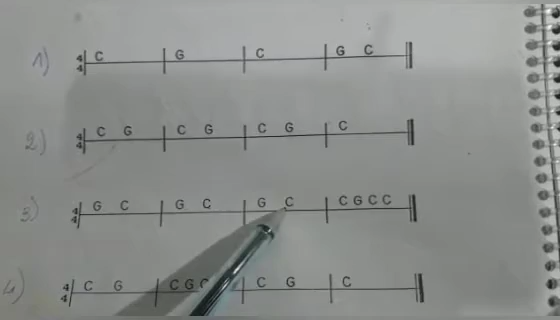 1) 4/4 C | G | C | G C
2) 4/4 C G | C G | C G | C
3) 4/4 G C | G C | G C | C G C C
4) 4/4 C G | C G C | C G | C